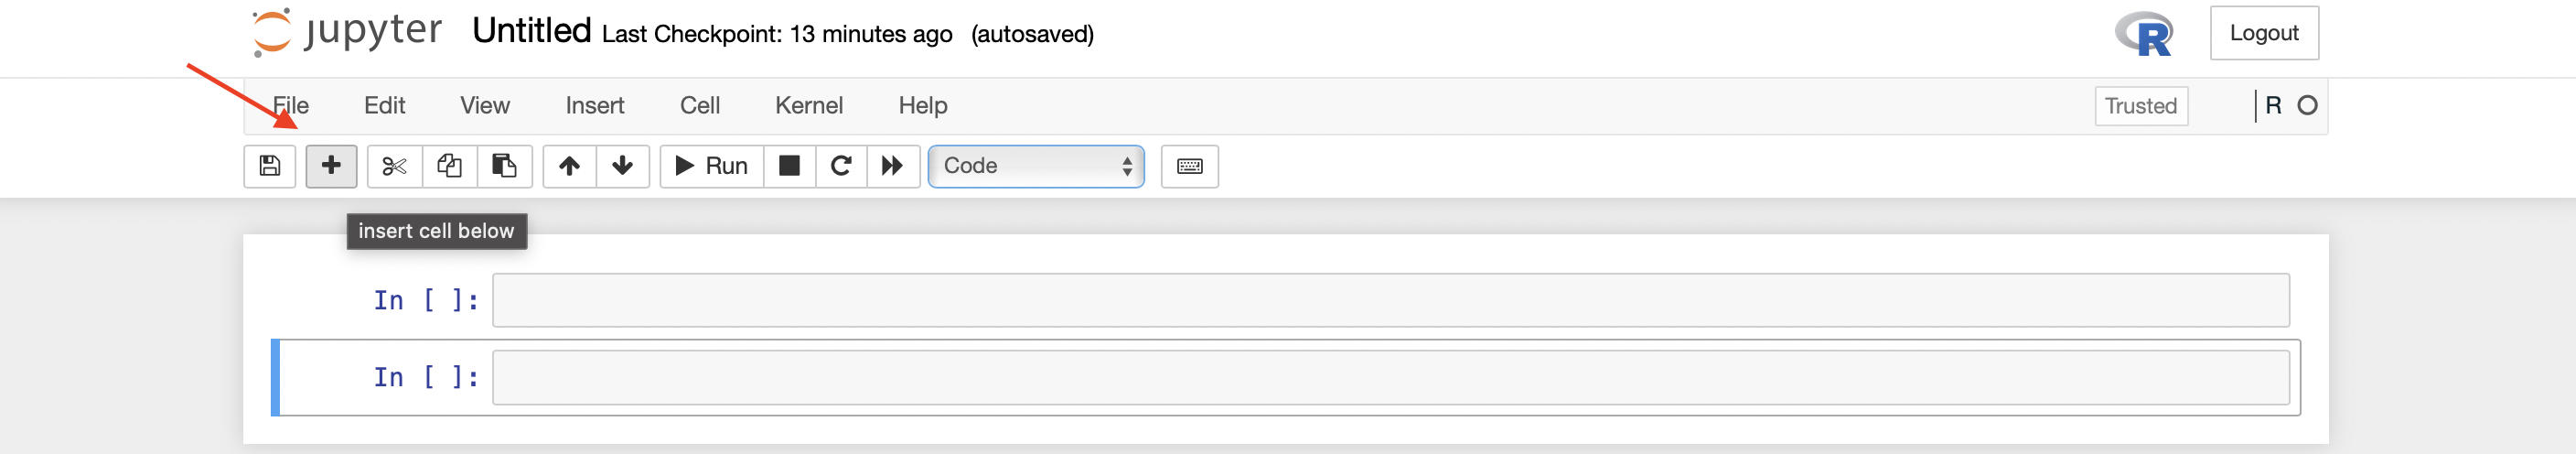 jupyter Untitled Last Checkpoint: 13 minutes ago (autosaved) R Logout
File Edit View Insert Cell Kernel Help Trusted R
Run Code
insert cell below
In [ ]:
In [ ]: